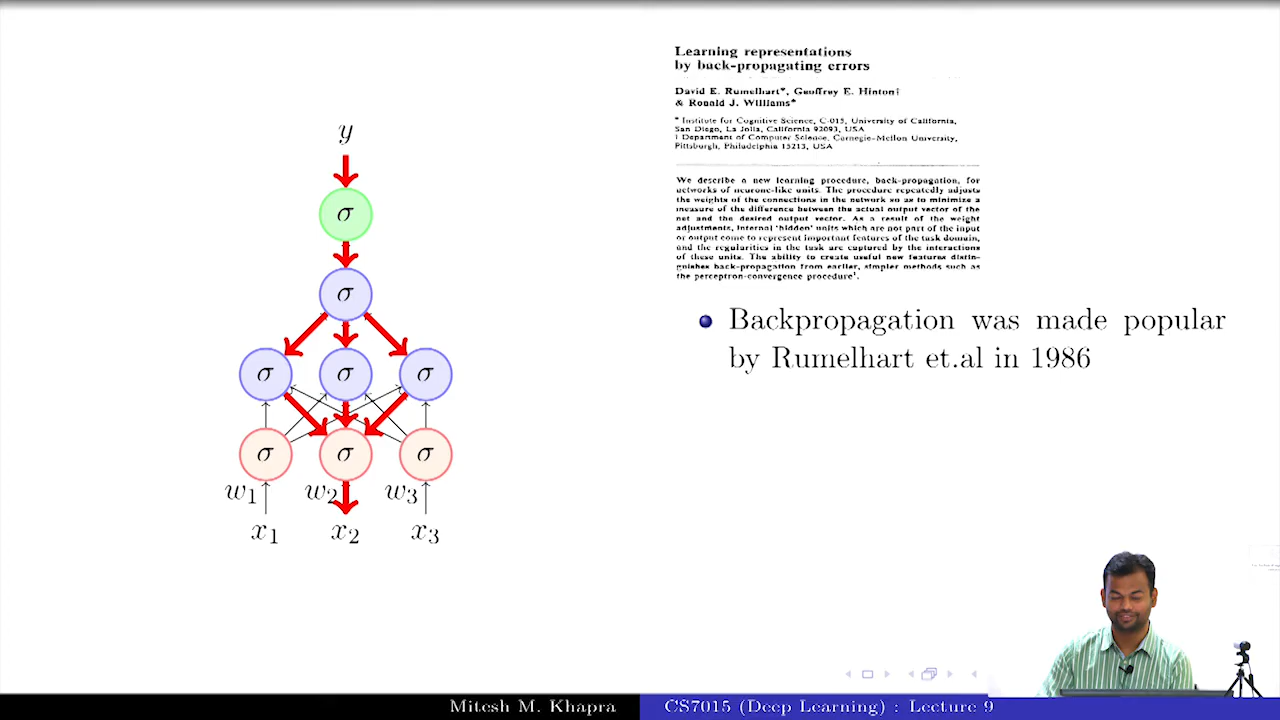 y
σ
σ
σ σ σ
σ σ σ
w1 w2 w3
x1 x2 x3
Learning representations
by back-propagating errors
David E. Rumelhart*, Geoffrey E. Hinton†
& Ronald J. Williams*
* Institute for Cognitive Science, C-015, University of California,
San Diego, La Jolla, California 92093, USA
† Department of Computer Science, Carnegie-Mellon University,
Pittsburgh, Philadelphia 15213, USA
We describe a new learning procedure, back-propagation, for
networks of neurone-like units. The procedure repeatedly adjusts
the weights of the connections in the network so as to minimize a
measure of the difference between the actual output vector of the
net and the desired output vector. As a result of the weight
adjustments, internal 'hidden' units which are not part of the input
or output come to represent important features of the task domain,
and the regularities in the task are captured by the interactions
of these units. The ability to create useful new features distin-
guishes back-propagation from earlier, simpler methods such as
the perceptron-convergence procedure¹.
Backpropagation was made popular
by Rumelhart et.al in 1986
Mitesh M. Khapra
CS7015 (Deep Learning) : Lecture 9